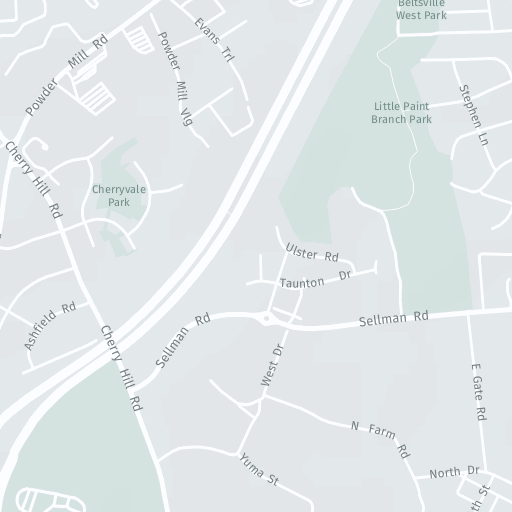 Beltsville
West Park
Evans Trl
Powder Mill Rd
Powder Mill Vlg
Stephen Ln
Little Paint
Branch Park
Cherry Hill Rd
Cherryvale
Park
Ulster Rd
Taunton Dr
Ashfield Rd
Sellman Rd
Sellman Rd
Cherry Hill Rd
West Dr
E Gate Rd
N Farm Rd
Yuma St
North Dr
th St